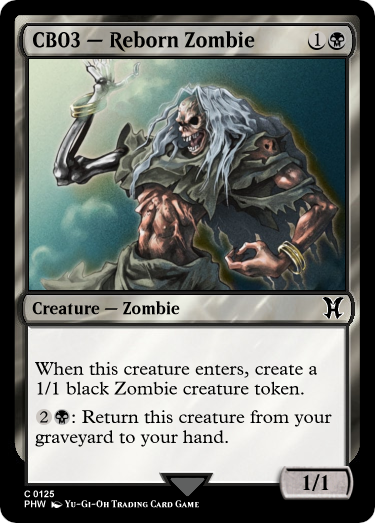 CB03 — Reborn Zombie 1
Creature — Zombie
When this creature enters, create a
1/1 black Zombie creature token.
2 : Return this creature from your
graveyard to your hand.
1/1
C 0125
PHW Yu-Gi-Oh Trading Card Game